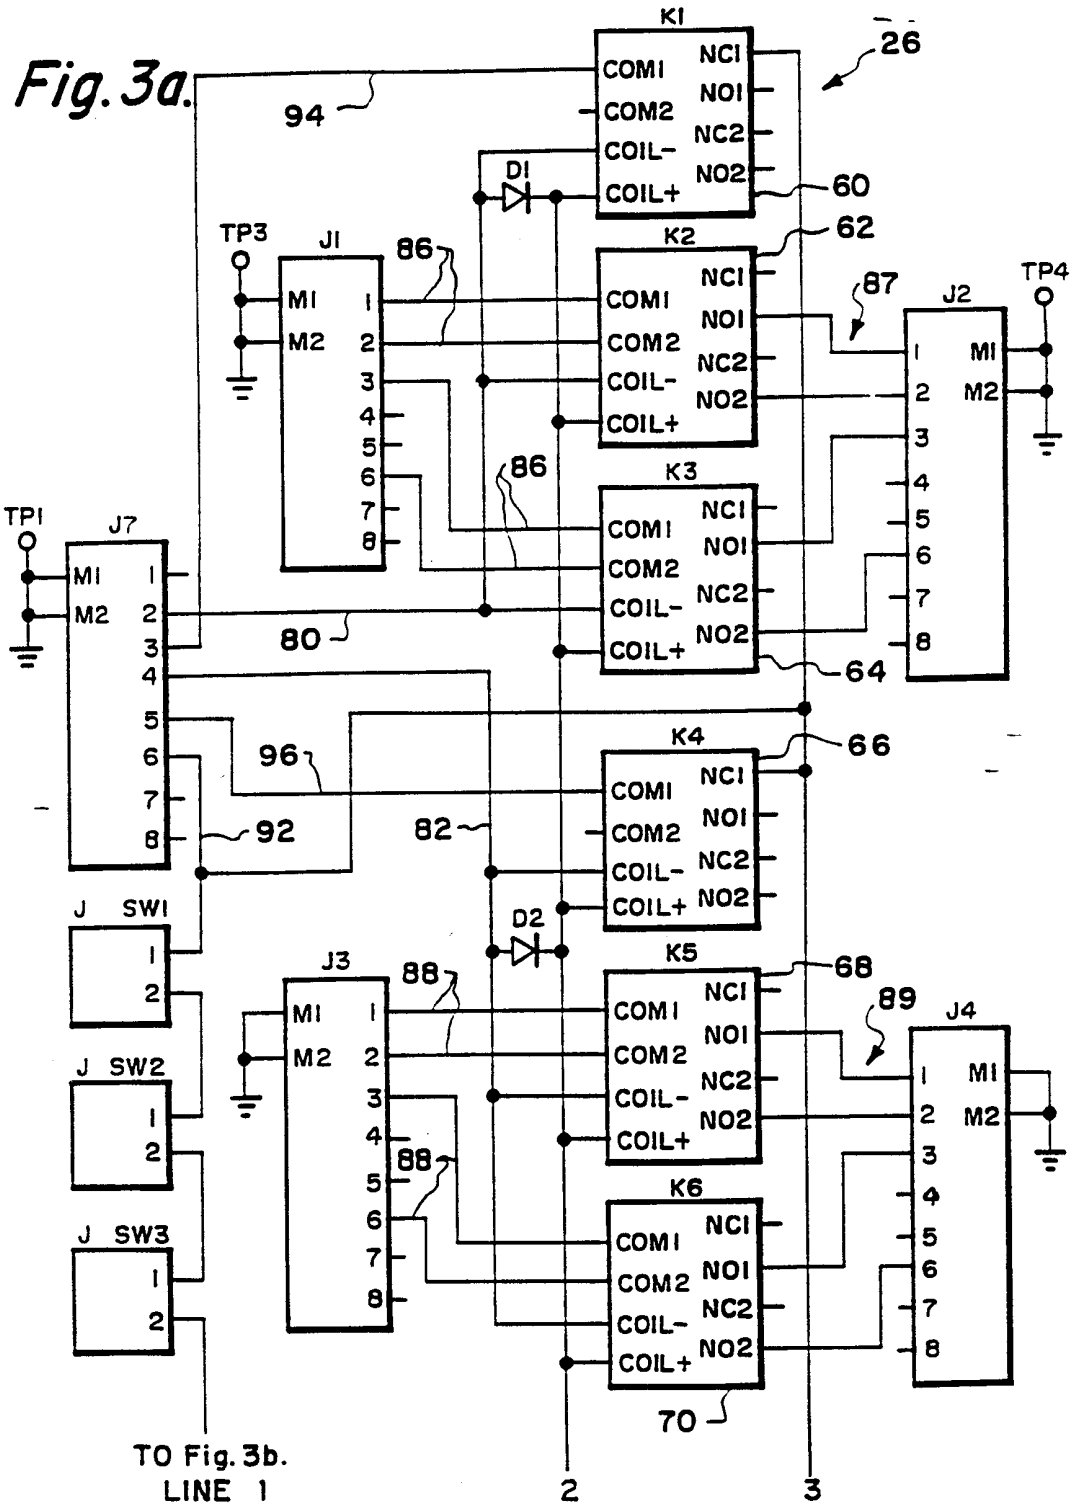 Fig. 3a.
26
K1
COM1
COM2
COIL-
COIL+
NC1
NO1
NC2
NO2
60
94
D1
TP3
J1
M1
M2
1
2
3
4
5
6
7
8
86
86
K2
62
COM1
COM2
COIL-
COIL+
NC1
NO1
NC2
NO2
87
J2
TP4
1
2
3
4
5
6
7
8
M1
M2
K3
COM1
COM2
COIL-
COIL+
NC1
NO1
NC2
NO2
64
TP1
J7
M1
M2
1
2
3
4
5
6
7
8
80
96
92
82
K4
66
COM1
COM2
COIL-
COIL+
NC1
NO1
NC2
NO2
D2
J SW1
1
2
J SW2
1
2
J SW3
1
2
J3
M1
M2
1
2
3
4
5
6
7
8
88
88
K5
68
COM1
COM2
COIL-
COIL+
NC1
NO1
NC2
NO2
89
J4
1
2
3
4
5
6
7
8
M1
M2
K6
COM1
COM2
COIL-
COIL+
NC1
NO1
NC2
NO2
70
TO Fig. 3b.
LINE 1 2 3